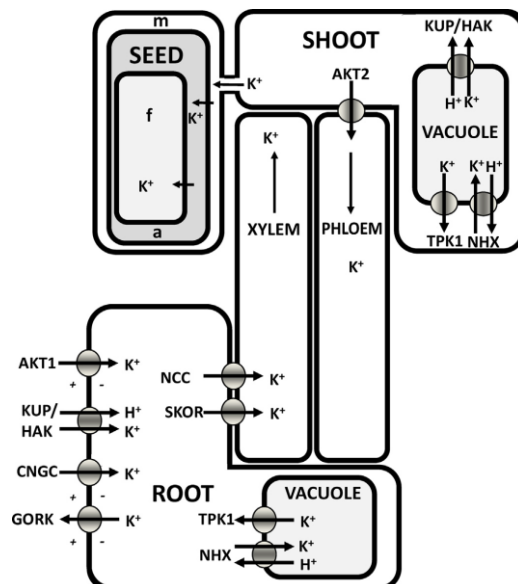 m
SEED
f
K⁺
K⁺
a
K⁺
SHOOT
AKT2
KUP/HAK
H⁺ K⁺
VACUOLE
K⁺ K⁺ H⁺
TPK1 NHX
K⁺
XYLEM
PHLOEM
K⁺
AKT1 K⁺
+ -
KUP/ H⁺
HAK K⁺
CNGC K⁺
+ -
GORK K⁺
+ -
NCC K⁺
SKOR K⁺
ROOT
VACUOLE
TPK1 K⁺
NHX K⁺
H⁺